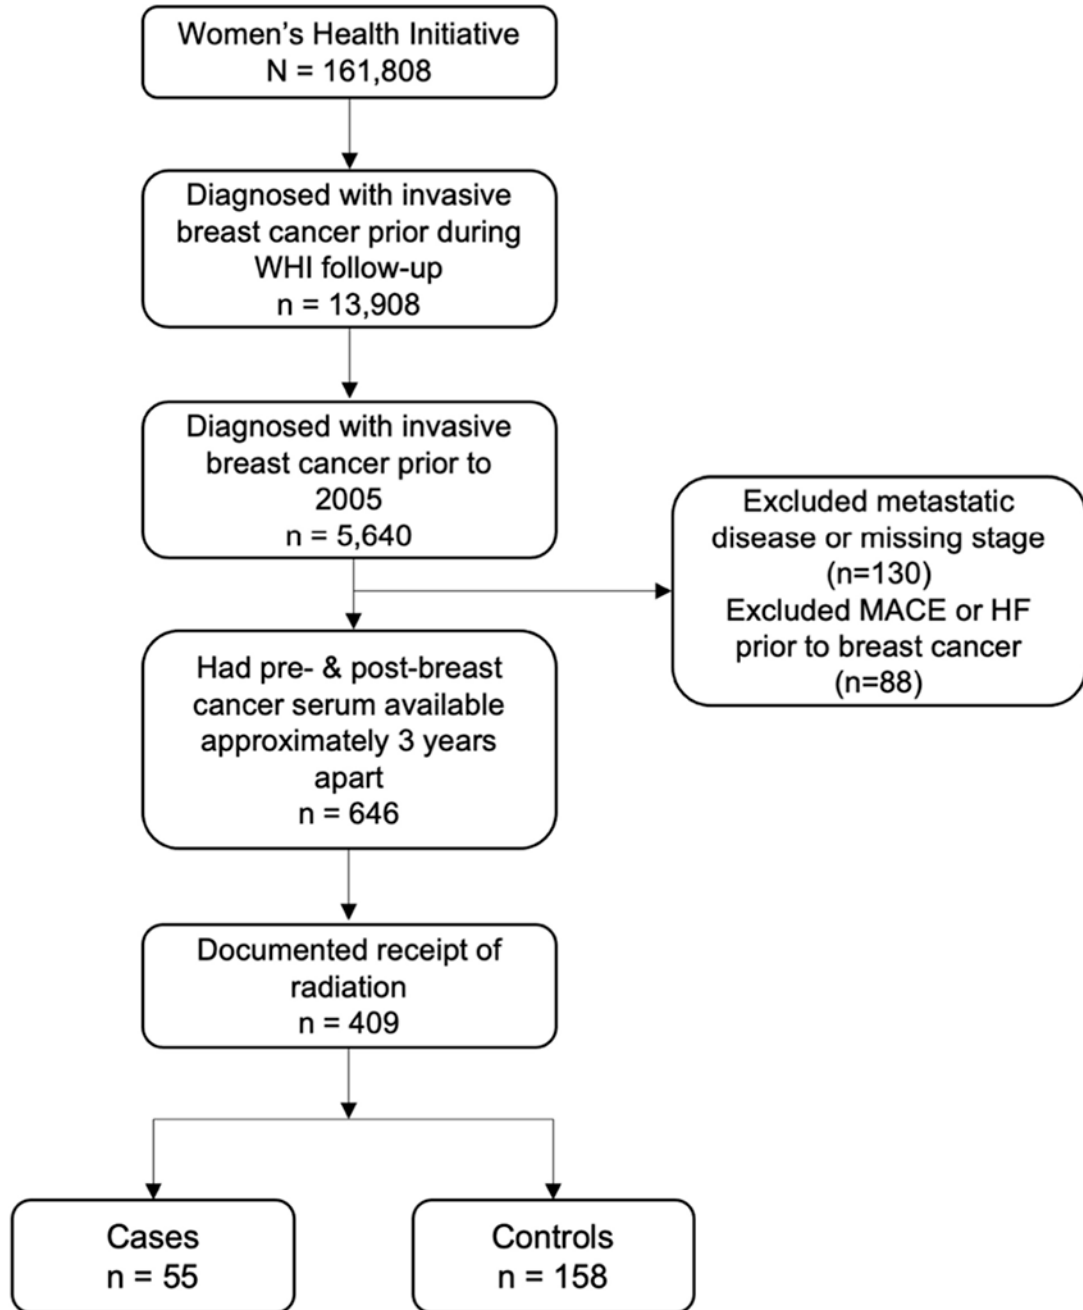 Women’s Health Initiative
N = 161,808
Diagnosed with invasive
breast cancer prior during
WHI follow-up
n = 13,908
Diagnosed with invasive
breast cancer prior to
2005
n = 5,640
Excluded metastatic
disease or missing stage
(n=130)
Excluded MACE or HF
prior to breast cancer
(n=88)
Had pre- & post-breast
cancer serum available
approximately 3 years
apart
n = 646
Documented receipt of
radiation
n = 409
Cases
n = 55
Controls
n = 158